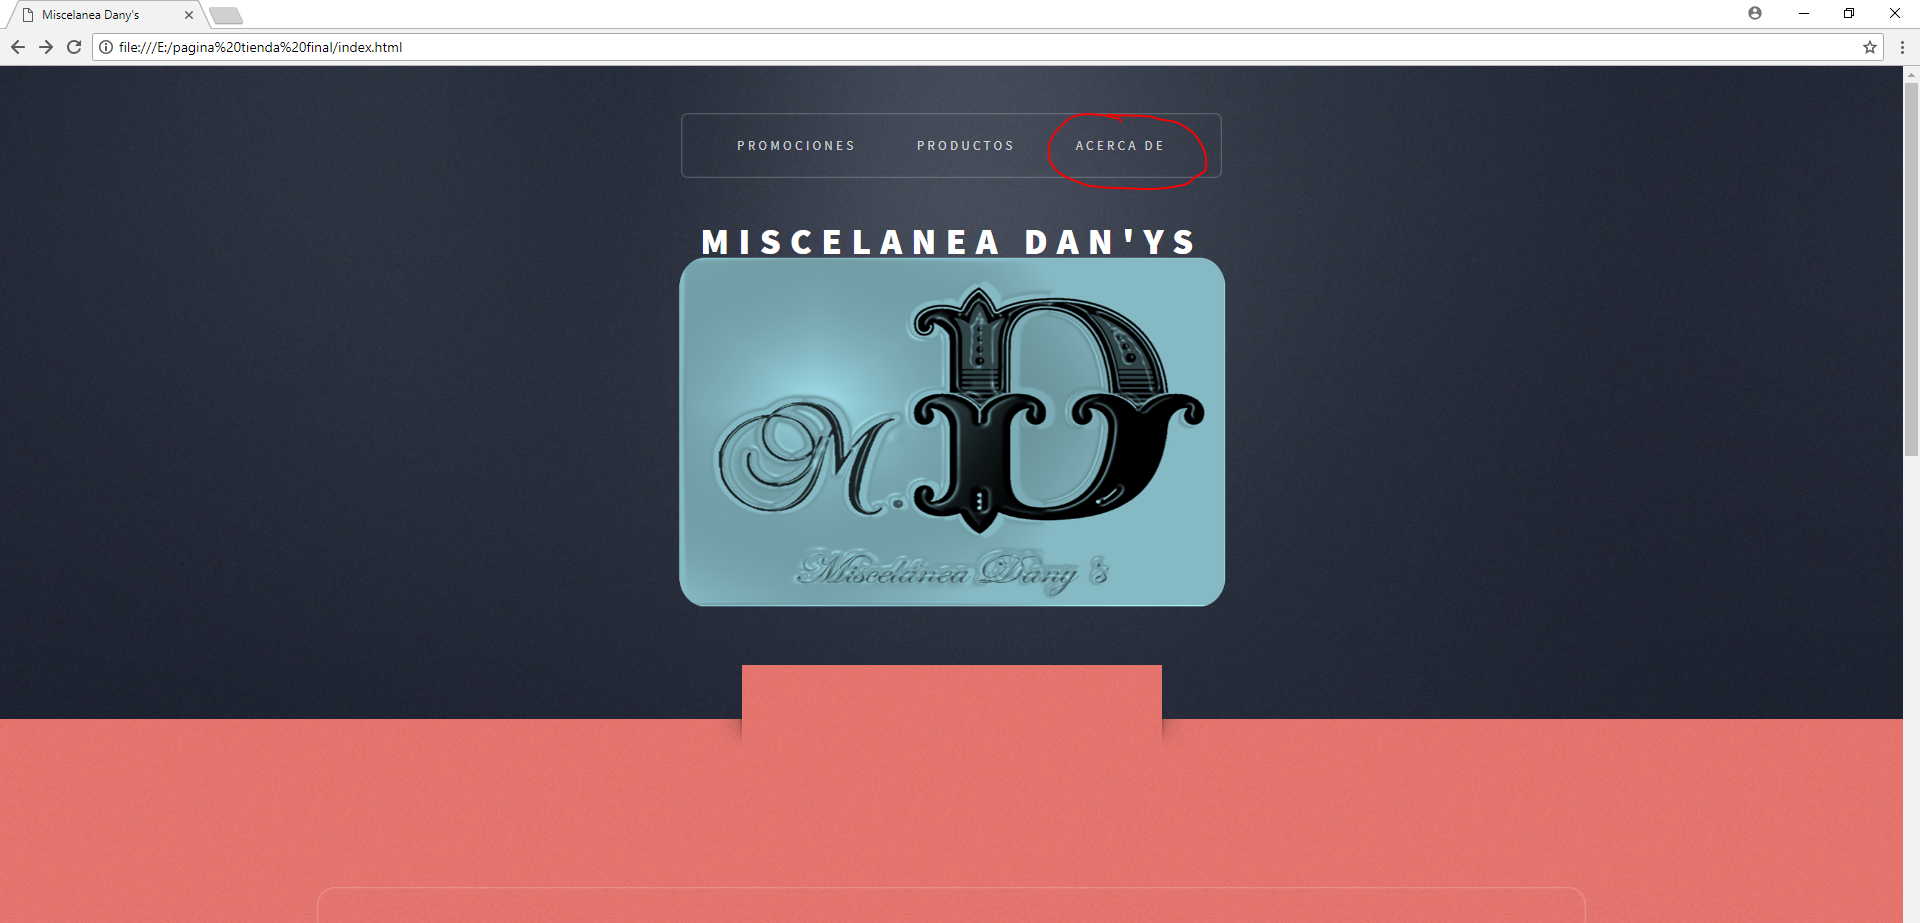 Miscelanea Dany's
file:///E:/pagina%20tienda%20final/index.html
PROMOCIONES PRODUCTOS ACERCA DE
MISCELANEA DAN'YS
M.D
Miscelánea Dany 's